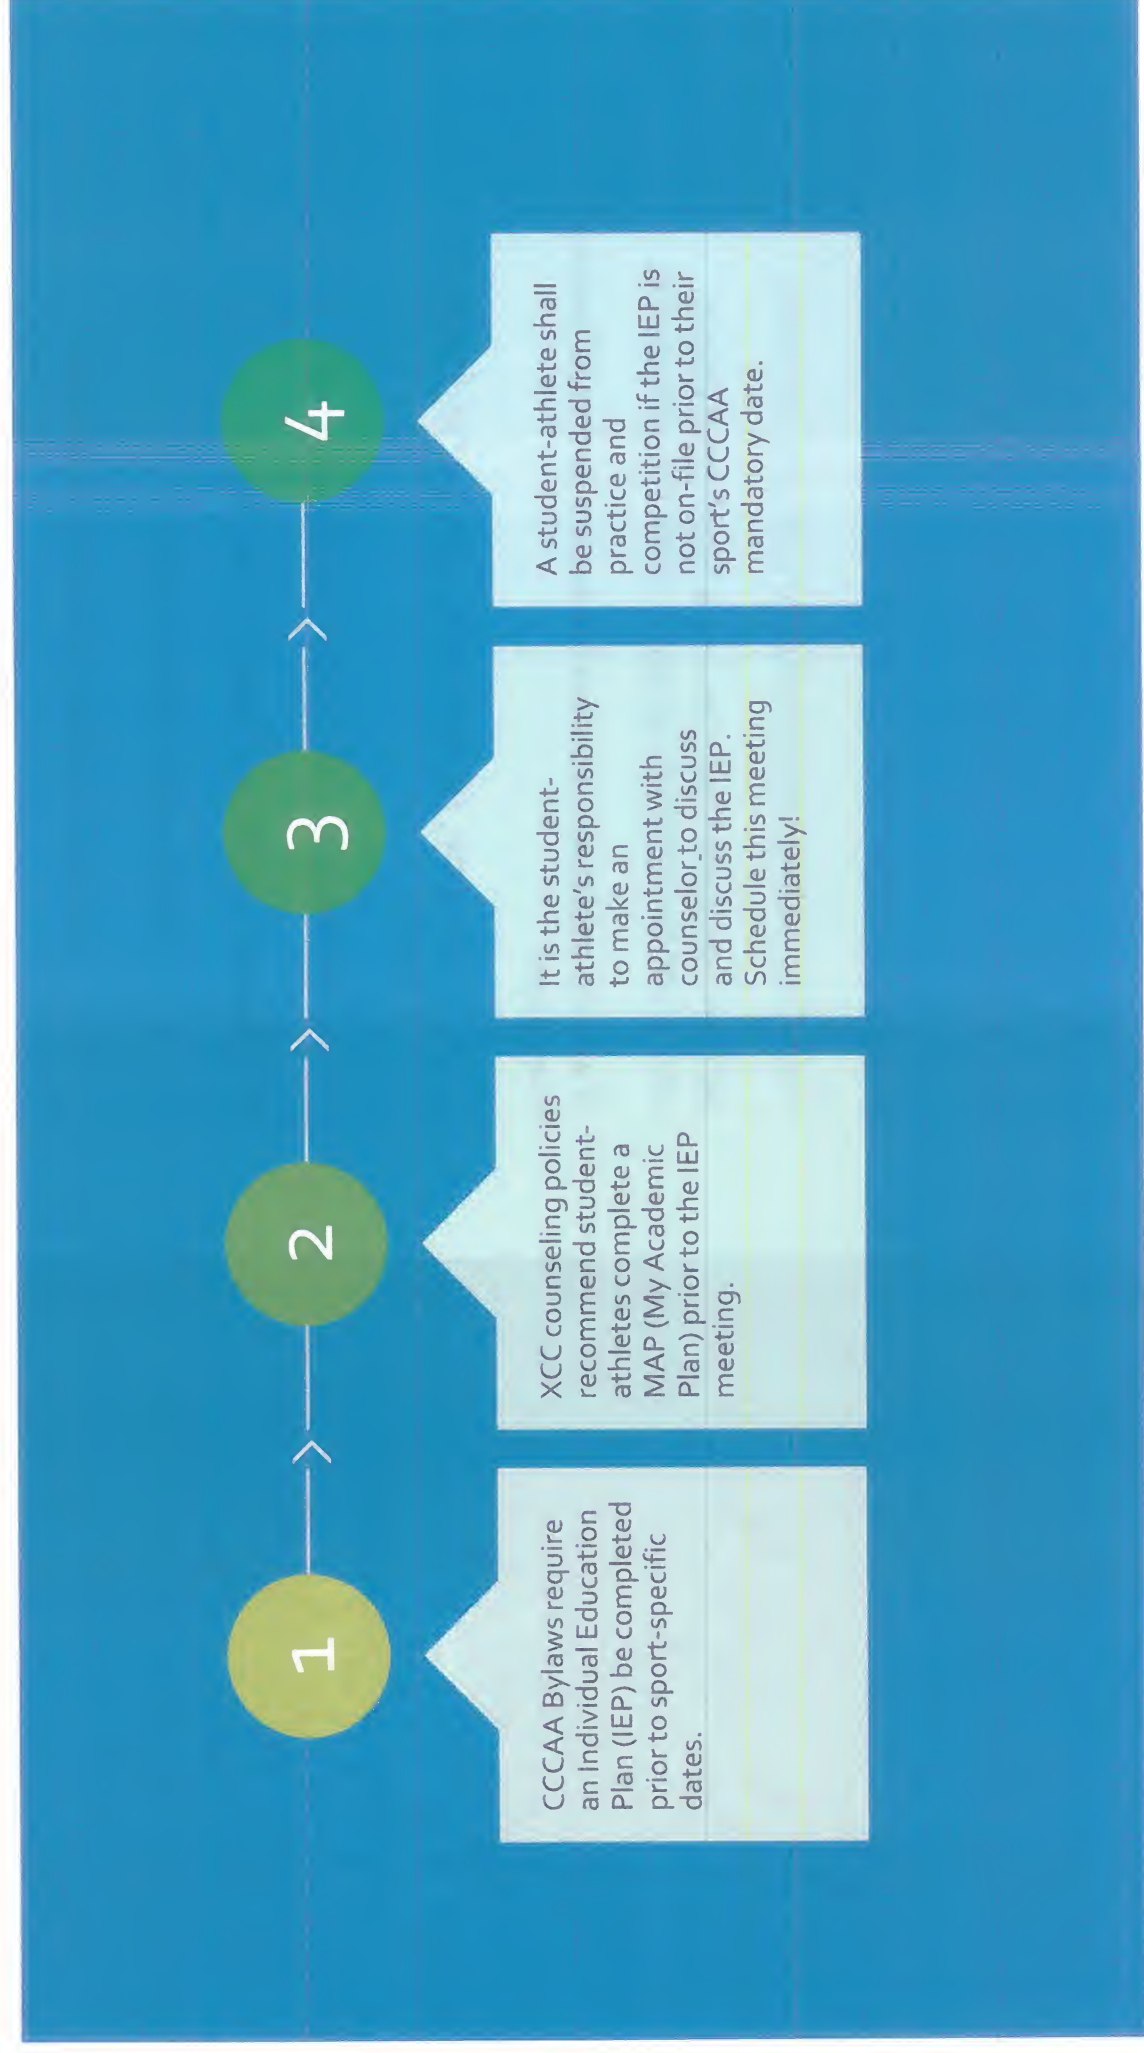 1
CCCAA Bylaws require
an Individual Education
Plan (IEP) be completed
prior to sport-specific
dates.
2
XCC counseling policies
recommend student-
athletes complete a
MAP (My Academic
Plan) prior to the IEP
meeting.
3
It is the student-
athlete's responsibility
to make an
appointment with
counselor to discuss
and discuss the IEP.
Schedule this meeting
immediately!
4
A student-athlete shall
be suspended from
practice and
competition if the IEP is
not on-file prior to their
sport's CCCAA
mandatory date.